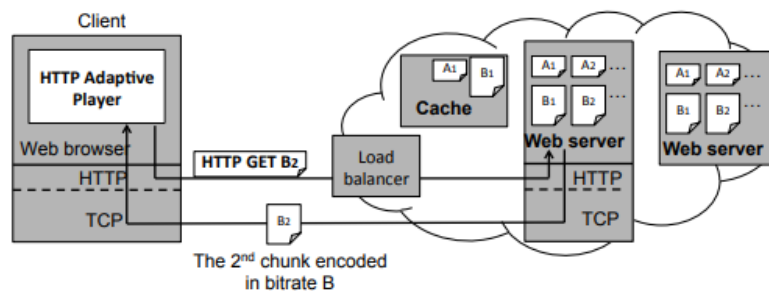 Client
HTTP Adaptive
Player
Web browser
HTTP
TCP
HTTP GET B2
B2
The 2nd chunk encoded
in bitrate B
Load
balancer
A1
B1
Cache
A1
A2
...
B1
B2
...
Web server
HTTP
TCP
A1
A2
...
B1
B2
...
Web server